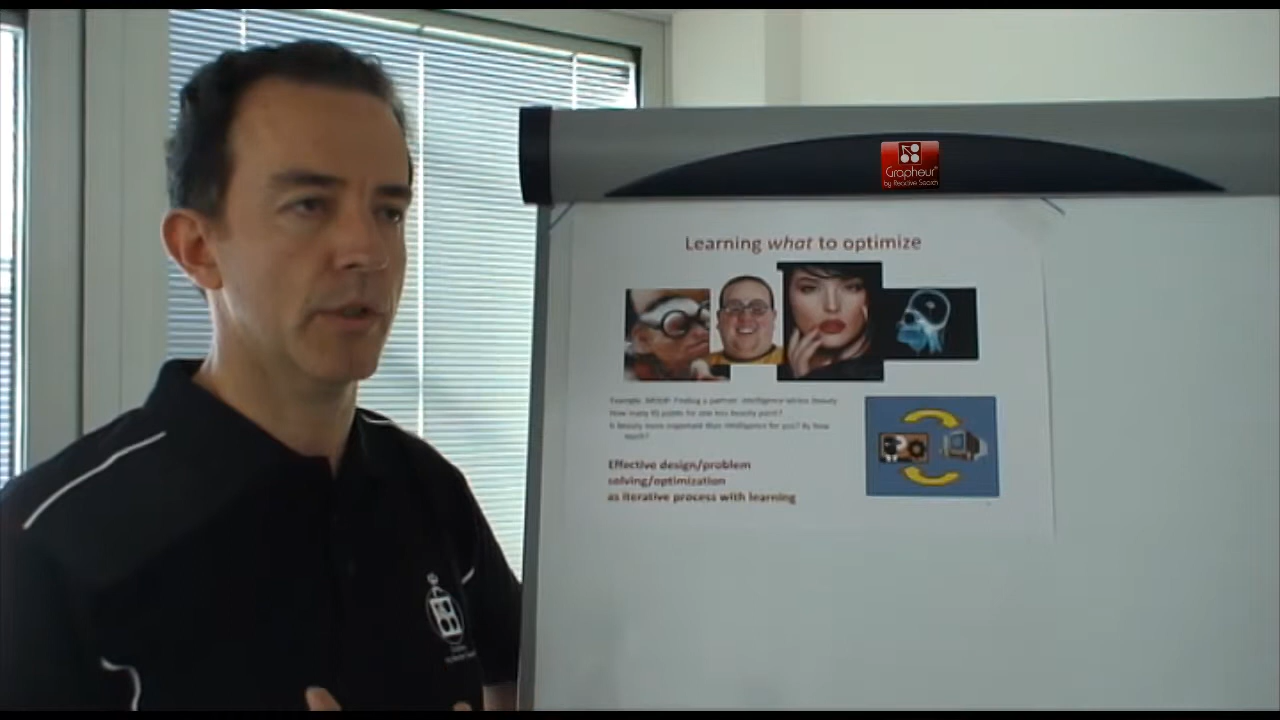 Grapheur
by Reactive Search
Learning what to optimize
Example: MOOP. Finding a partner: intelligence versus beauty
How many IQ points for one less beauty point?
Is beauty more important than intelligence for you? By how
much?
Effective design/problem
solving/optimization
as iterative process with learning